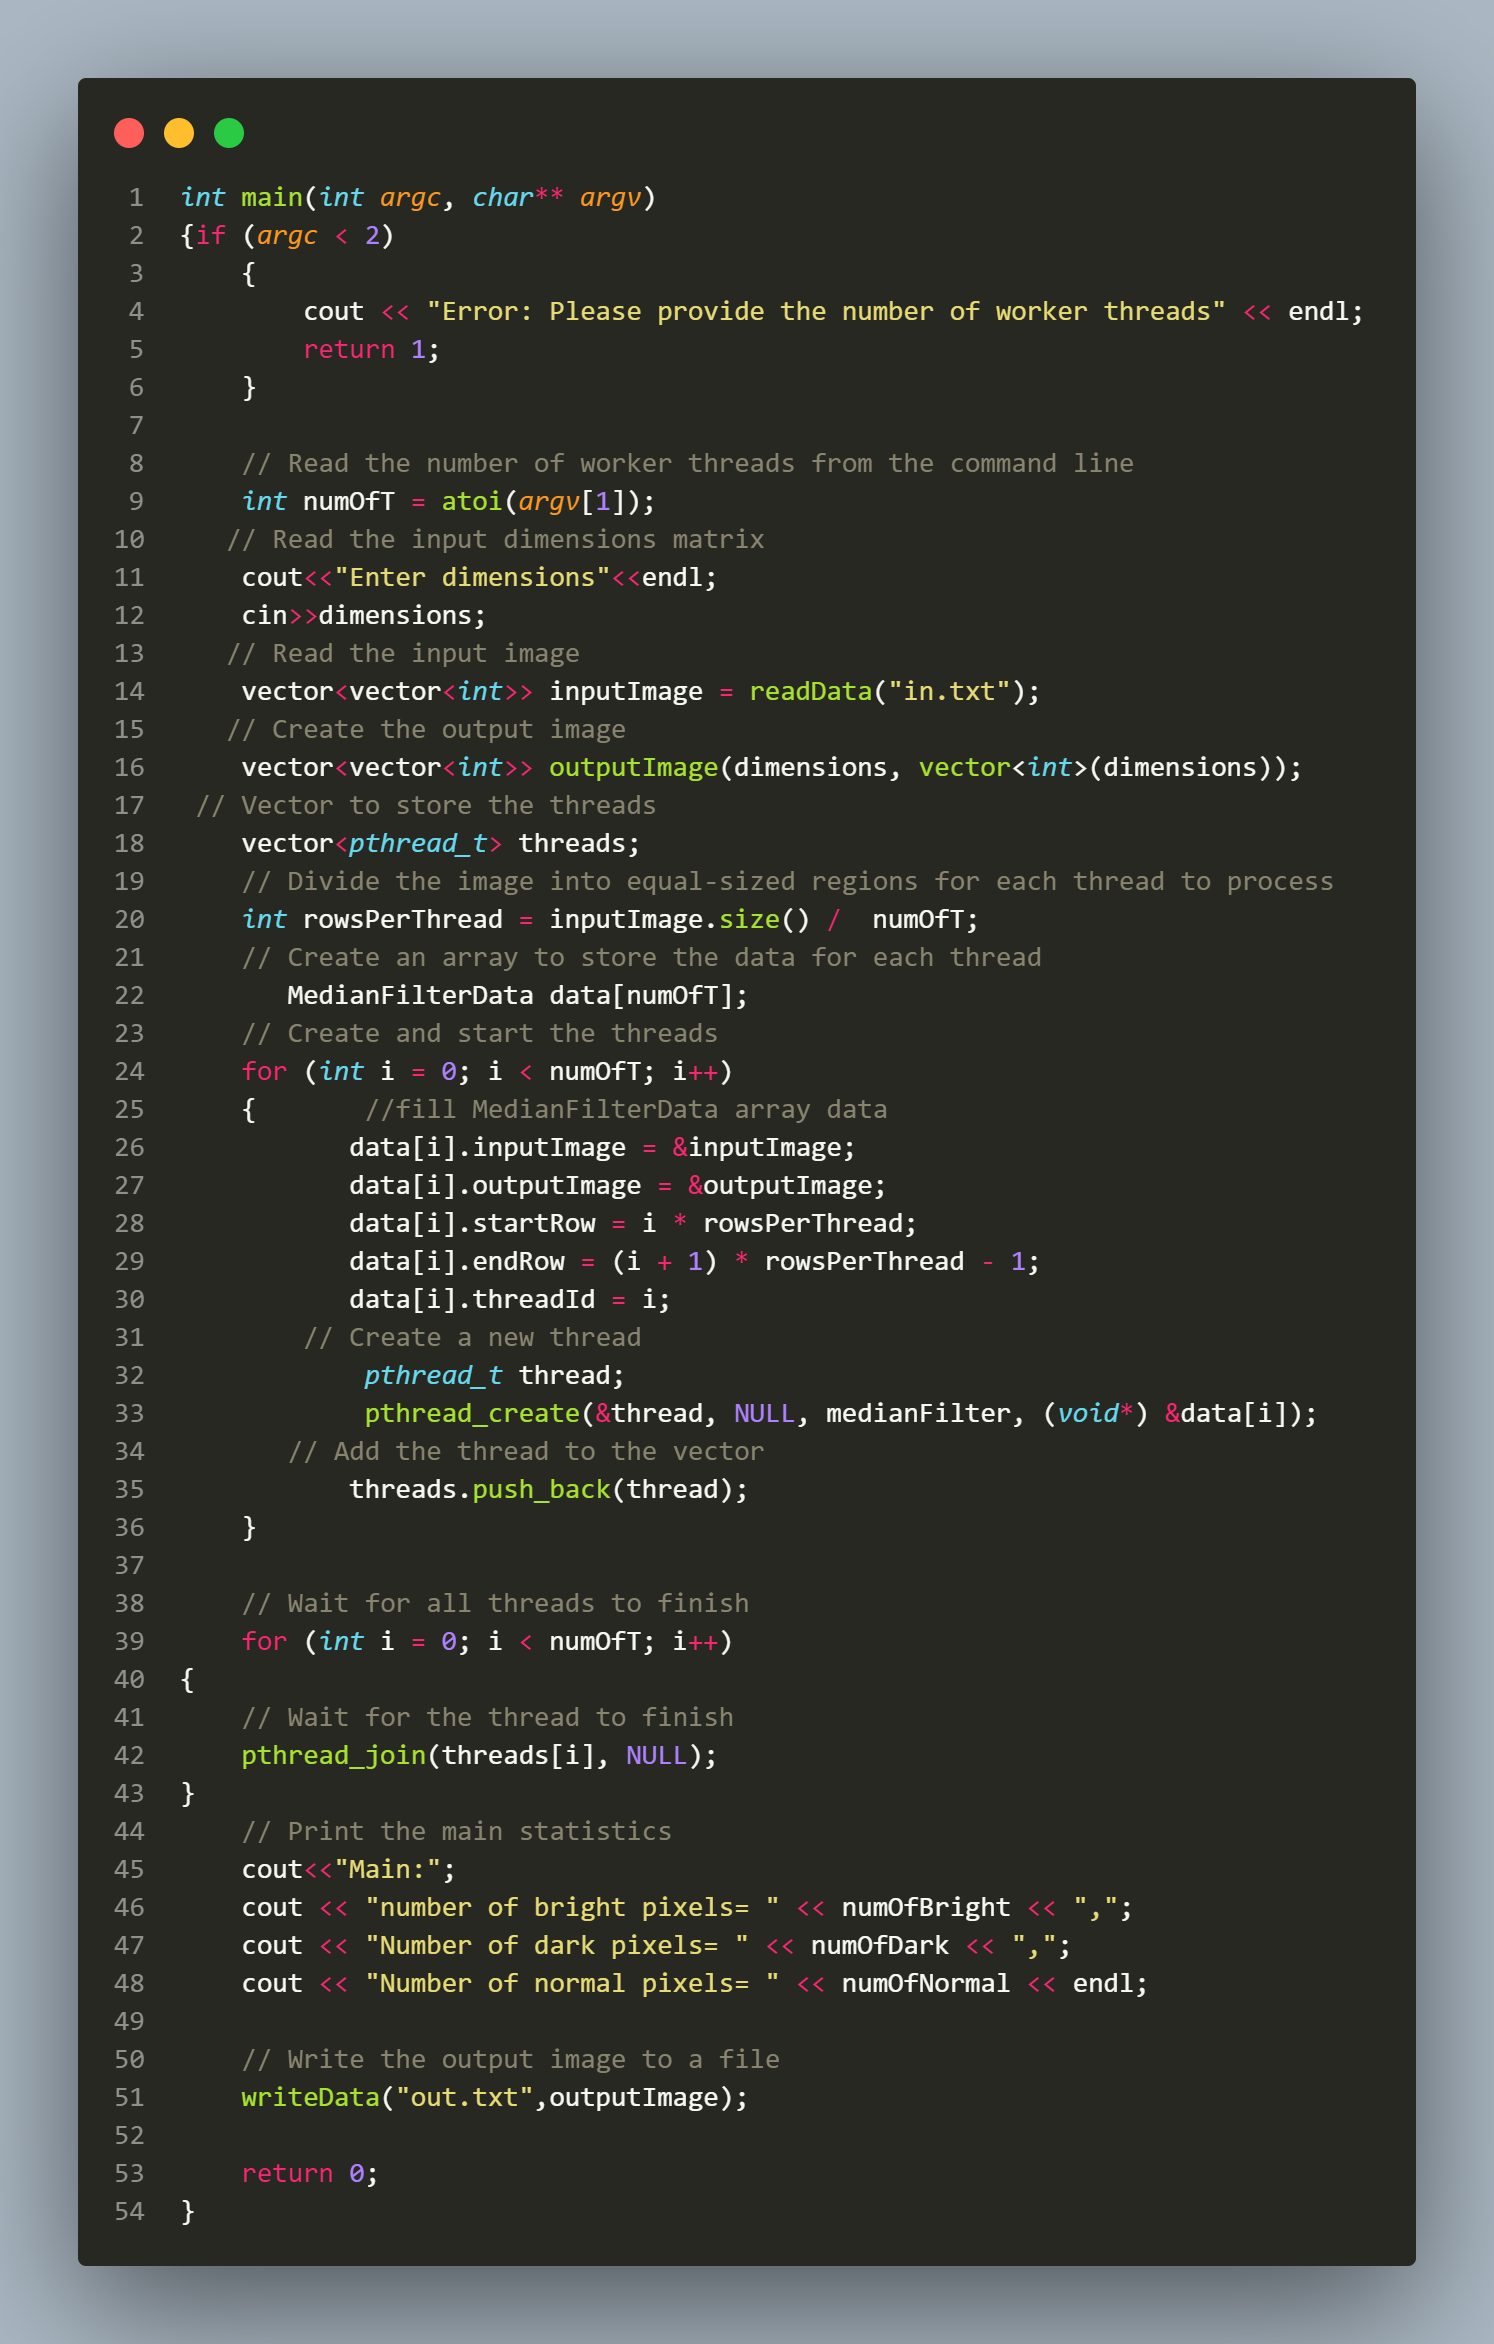 1 int main(int argc, char** argv)
2 {if (argc < 2)
3     {
4         cout << "Error: Please provide the number of worker threads" << endl;
5         return 1;
6     }
7
8     // Read the number of worker threads from the command line
9     int numOfT = atoi(argv[1]);
10    // Read the input dimensions matrix
11     cout<<"Enter dimensions"<<endl;
12     cin>>dimensions;
13    // Read the input image
14     vector<vector<int>> inputImage = readData("in.txt");
15    // Create the output image
16     vector<vector<int>> outputImage(dimensions, vector<int>(dimensions));
17  // Vector to store the threads
18     vector<pthread_t> threads;
19     // Divide the image into equal-sized regions for each thread to process
20     int rowsPerThread = inputImage.size() /  numOfT;
21     // Create an array to store the data for each thread
22        MedianFilterData data[numOfT];
23     // Create and start the threads
24     for (int i = 0; i < numOfT; i++)
25     {       //fill MedianFilterData array data
26            data[i].inputImage = &inputImage;
27            data[i].outputImage = &outputImage;
28            data[i].startRow = i * rowsPerThread;
29            data[i].endRow = (i + 1) * rowsPerThread - 1;
30            data[i].threadId = i;
31         // Create a new thread
32             pthread_t thread;
33             pthread_create(&thread, NULL, medianFilter, (void*) &data[i]);
34        // Add the thread to the vector
35            threads.push_back(thread);
36     }
37
38     // Wait for all threads to finish
39     for (int i = 0; i < numOfT; i++)
40 {
41     // Wait for the thread to finish
42     pthread_join(threads[i], NULL);
43 }
44     // Print the main statistics
45     cout<<"Main:";
46     cout << "number of bright pixels= " << numOfBright << ",";
47     cout << "Number of dark pixels= " << numOfDark << ",";
48     cout << "Number of normal pixels= " << numOfNormal << endl;
49
50     // Write the output image to a file
51     writeData("out.txt",outputImage);
52
53     return 0;
54 }